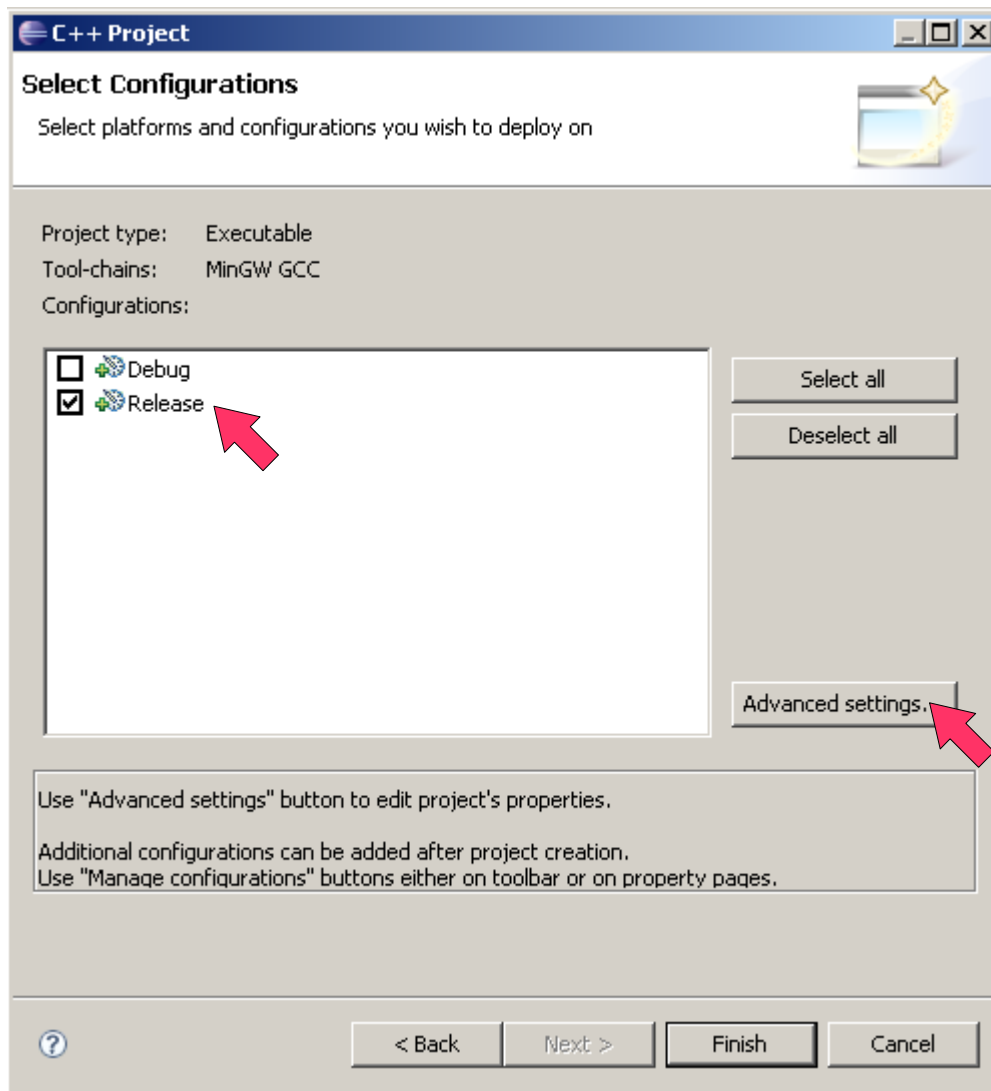 C++ Project
Select Configurations
Select platforms and configurations you wish to deploy on
Project type: Executable
Tool-chains: MinGW GCC
Configurations:
Debug
Release
Select all
Deselect all
Advanced settings.
Use "Advanced settings" button to edit project's properties.
Additional configurations can be added after project creation.
Use "Manage configurations" buttons either on toolbar or on property pages.
< Back
Next >
Finish
Cancel